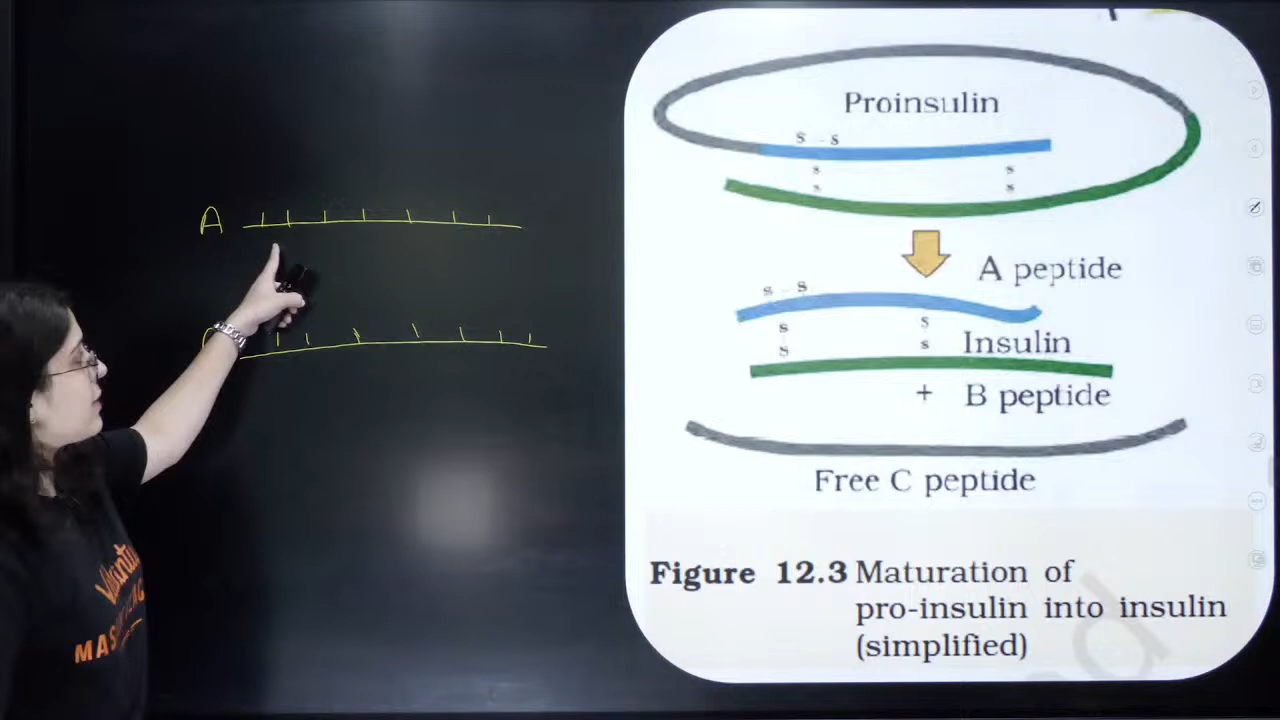 A
Proinsulin
s - s
s s
s s
A peptide
s - s
s s
s s
Insulin
+ B peptide
Free C peptide
Figure 12.3 Maturation of
pro-insulin into insulin
(simplified)